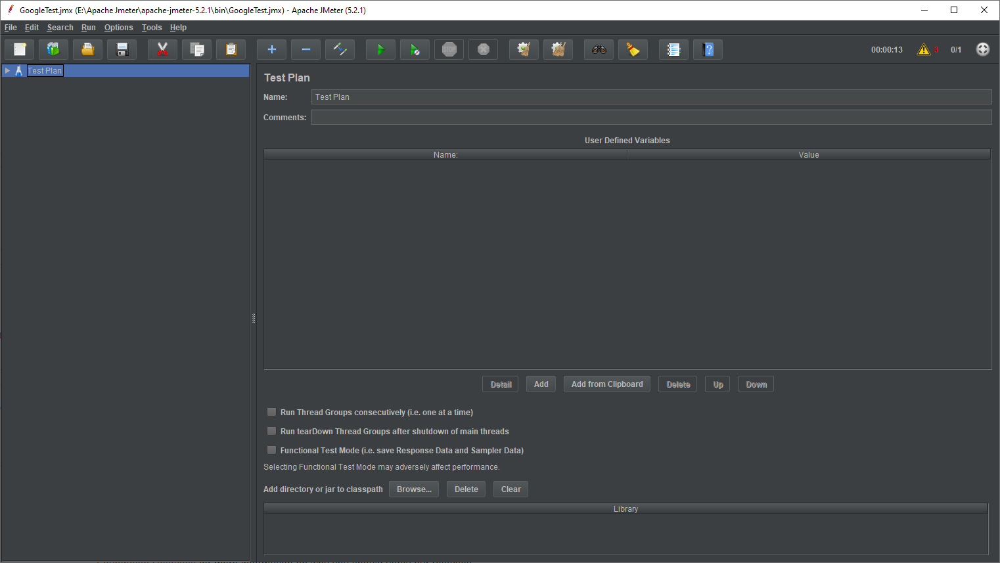 GoogleTest.jmx (E:\Apache Jmeter\apache-jmeter-5.2.1\bin\GoogleTest.jmx) - Apache JMeter (5.2.1)
File Edit Search Run Options Tools Help
STOP
00:00:13 3 0/1
Test Plan
Test Plan
Name: Test Plan
Comments:
User Defined Variables
Name: Value
Detail Add Add from Clipboard Delete Up Down
Run Thread Groups consecutively (i.e. one at a time)
Run tearDown Thread Groups after shutdown of main threads
Functional Test Mode (i.e. save Response Data and Sampler Data)
Selecting Functional Test Mode may adversely affect performance.
Add directory or jar to classpath Browse... Delete Clear
Library